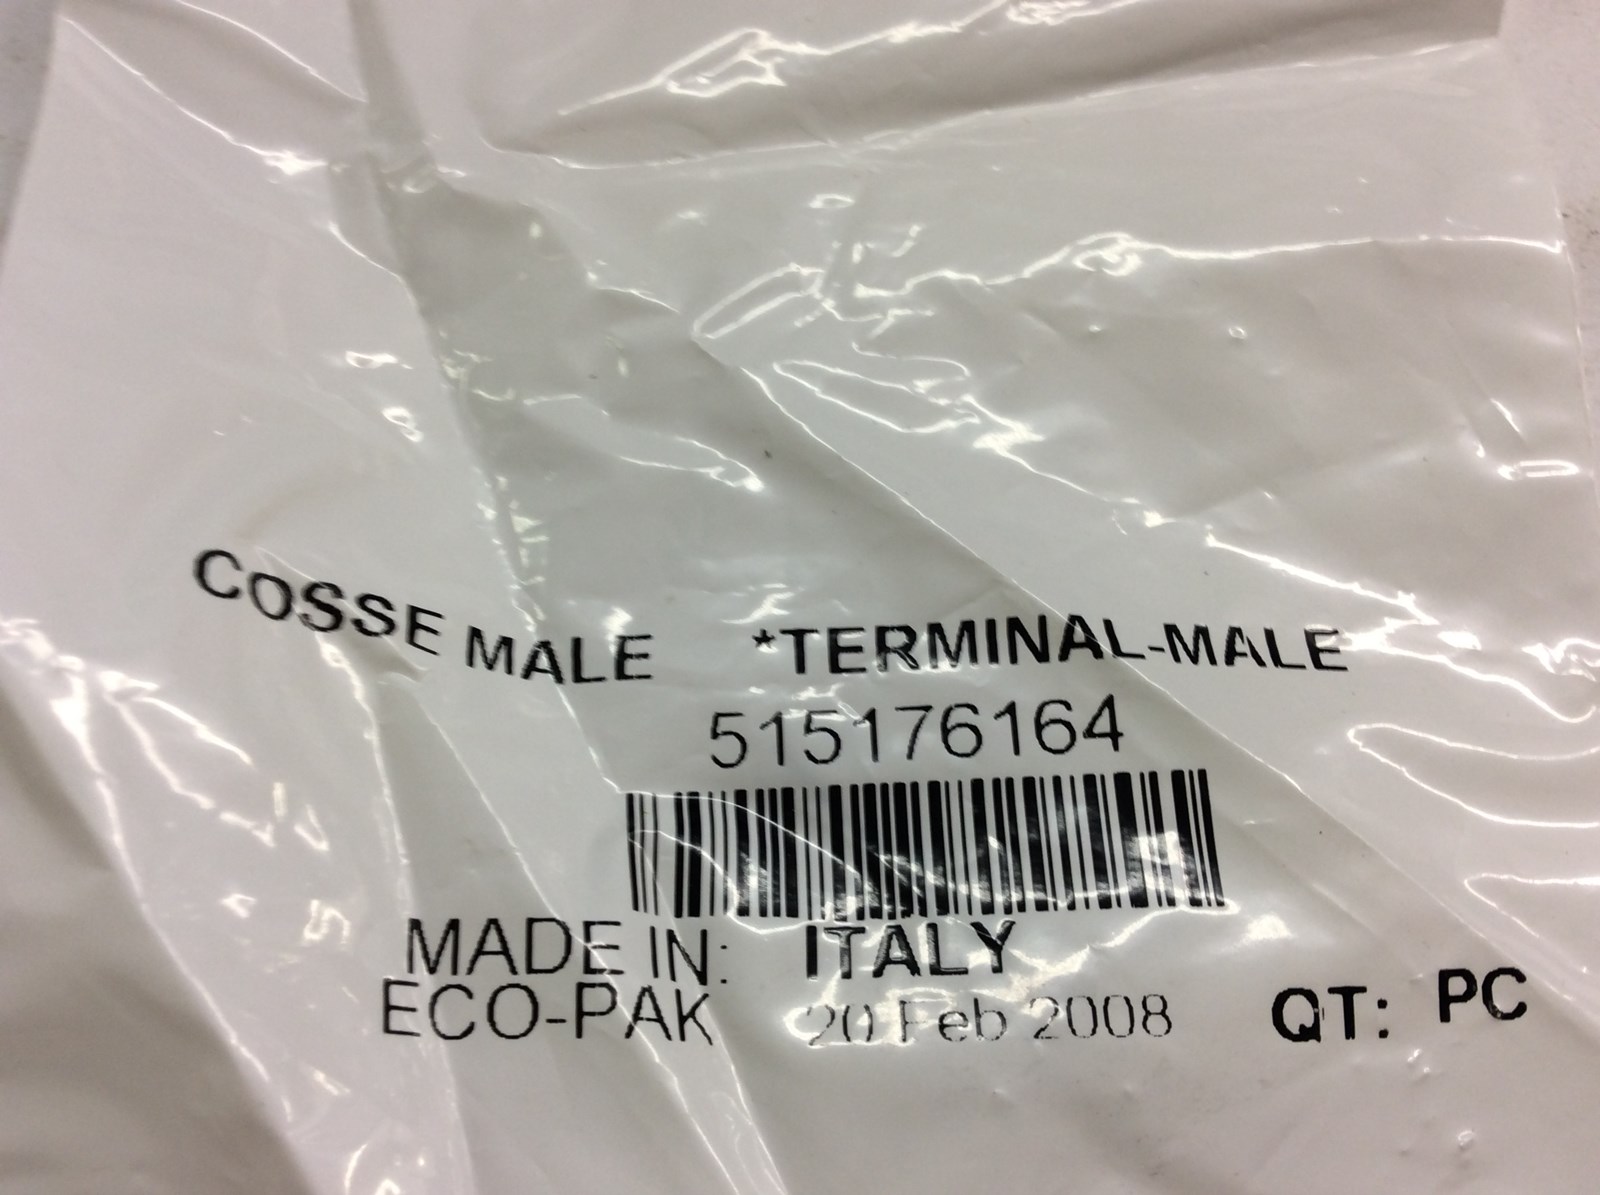 COSSE MALE *TERMINAL-MALE
515176164
MADE IN: ITALY
ECO-PAK 20 Feb 2008 QT: PC